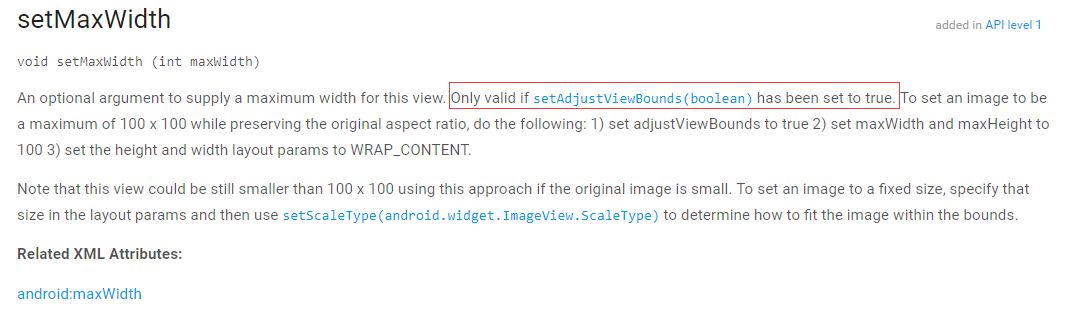 setMaxWidth
added in API level 1
void setMaxWidth (int maxWidth)
An optional argument to supply a maximum width for this view. Only valid if setAdjustViewBounds(boolean) has been set to true. To set an image to be
a maximum of 100 x 100 while preserving the original aspect ratio, do the following: 1) set adjustViewBounds to true 2) set maxWidth and maxHeight to
100 3) set the height and width layout params to WRAP_CONTENT.
Note that this view could be still smaller than 100 x 100 using this approach if the original image is small. To set an image to a fixed size, specify that
size in the layout params and then use setScaleType(android.widget.ImageView.ScaleType) to determine how to fit the image within the bounds.
Related XML Attributes:
android:maxWidth